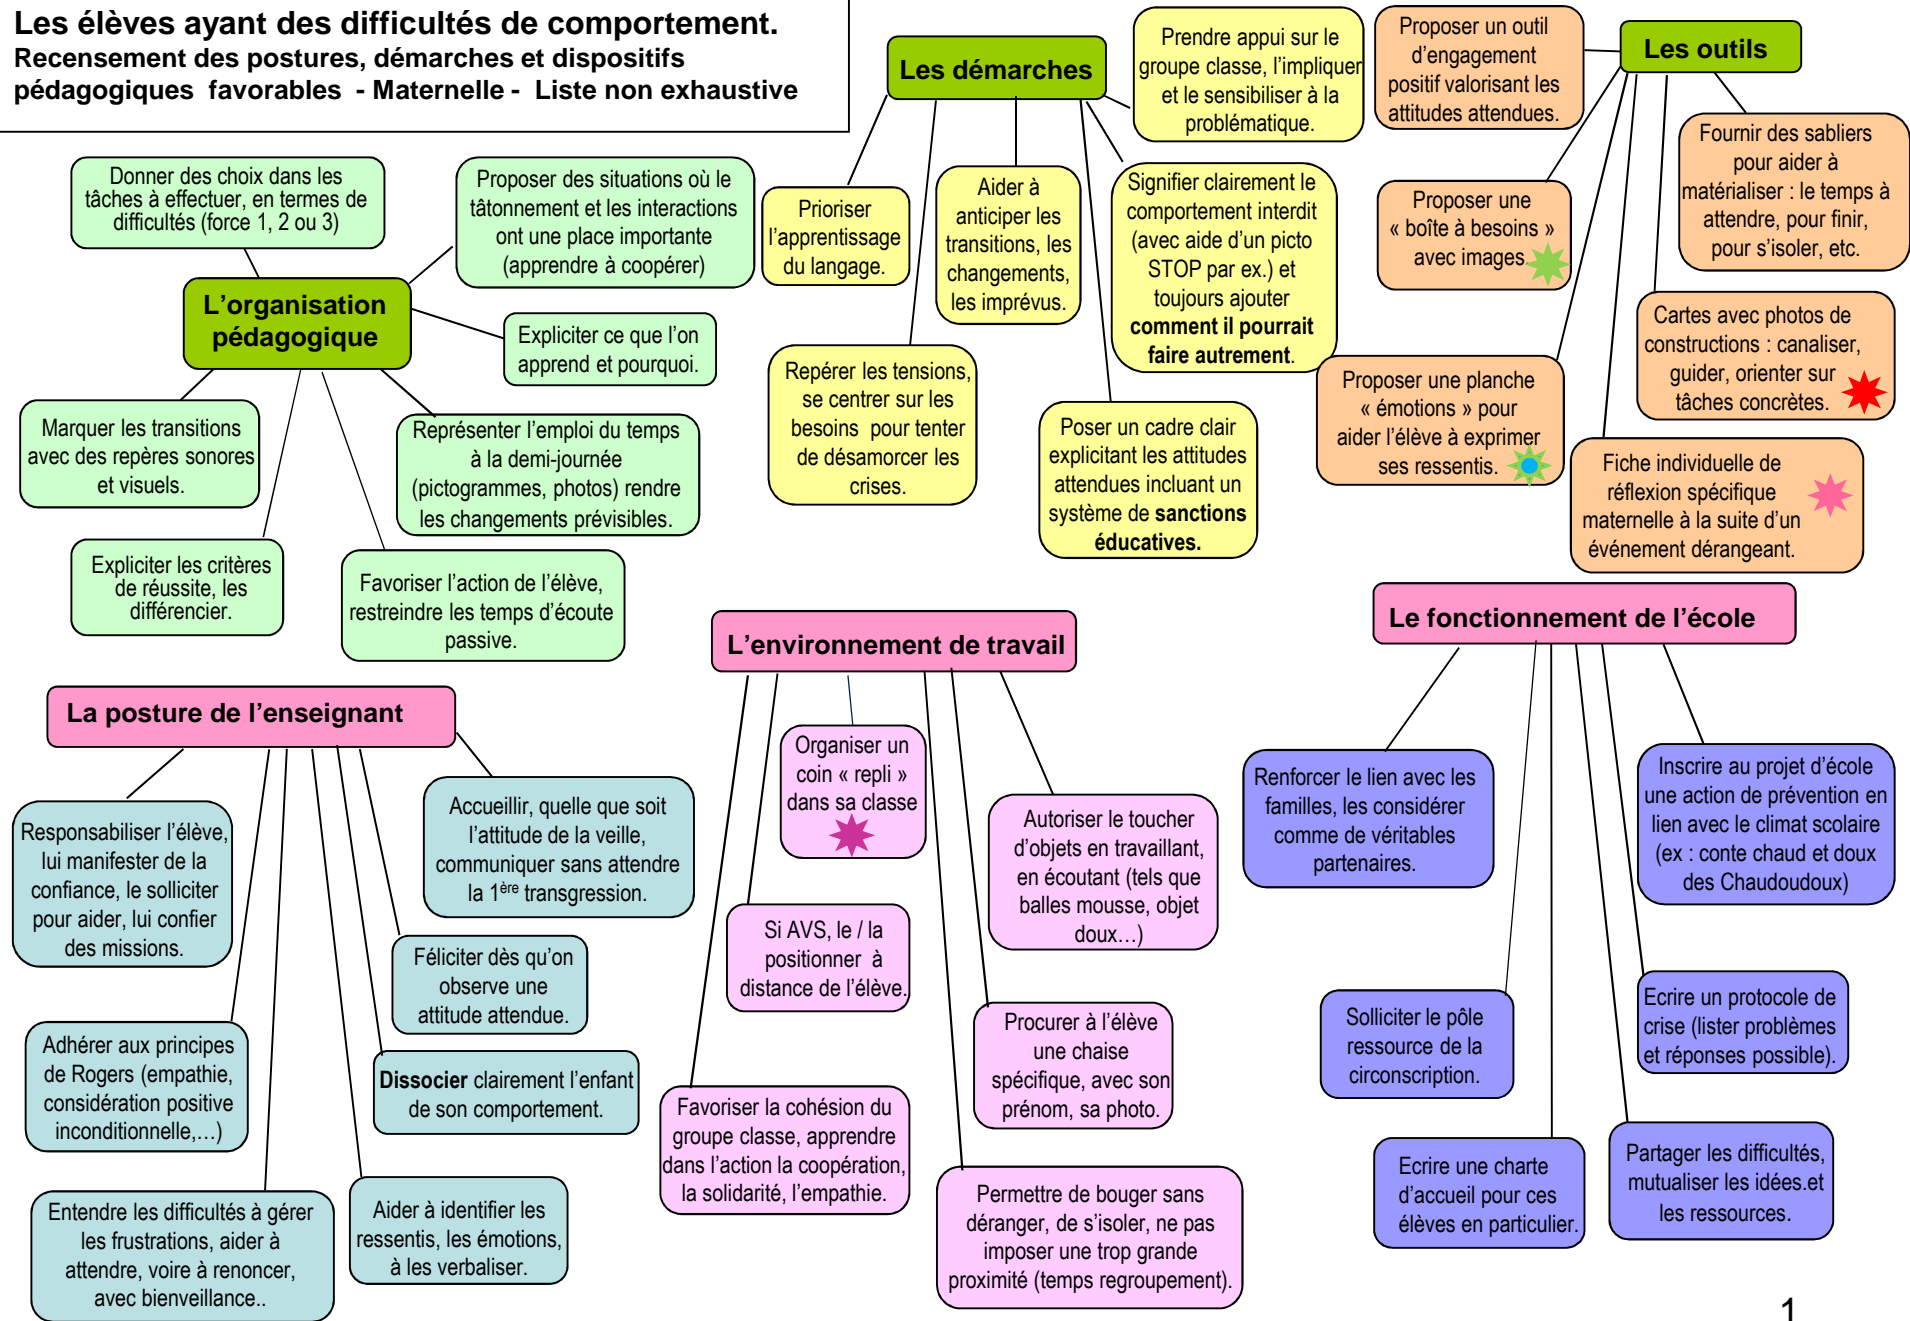 Les élèves ayant des difficultés de comportement.
Recensement des postures, démarches et dispositifs
pédagogiques  favorables  - Maternelle -  Liste non exhaustive
Les démarches
Prendre appui sur le
groupe classe, l’impliquer
et le sensibiliser à la
problématique.
Prioriser
l’apprentissage
du langage.
Aider à
anticiper les
transitions, les
changements,
les imprévus.
Signifier clairement le
comportement interdit
(avec aide d’un picto
STOP par ex.) et
toujours ajouter
comment il pourrait
faire autrement.
Repérer les tensions,
se centrer sur les
besoins  pour tenter
de désamorcer les
crises.
Poser un cadre clair
explicitant les attitudes
attendues incluant un
système de sanctions
éducatives.
Les outils
Proposer un outil
d’engagement
positif valorisant les
attitudes attendues.
Fournir des sabliers
pour aider à
matérialiser : le temps à
attendre, pour finir,
pour s’isoler, etc.
Proposer une
« boîte à besoins »
avec images.
Cartes avec photos de
constructions : canaliser,
guider, orienter sur
tâches concrètes.
Proposer une planche
« émotions » pour
aider l’élève à exprimer
ses ressentis.
Fiche individuelle de
réflexion spécifique
maternelle à la suite d’un
événement dérangeant.
Donner des choix dans les
tâches à effectuer, en termes de
difficultés (force 1, 2 ou 3)
Proposer des situations où le
tâtonnement et les interactions
ont une place importante
(apprendre à coopérer)
L’organisation
pédagogique
Expliciter ce que l’on
apprend et pourquoi.
Marquer les transitions
avec des repères sonores
et visuels.
Représenter l’emploi du temps
à la demi-journée
(pictogrammes, photos) rendre
les changements prévisibles.
Expliciter les critères
de réussite, les
différencier.
Favoriser l’action de l’élève,
restreindre les temps d’écoute
passive.
La posture de l’enseignant
Responsabiliser l’élève,
lui manifester de la
confiance, le solliciter
pour aider, lui confier
des missions.
Accueillir, quelle que soit
l’attitude de la veille,
communiquer sans attendre
la 1ère transgression.
Féliciter dès qu’on
observe une
attitude attendue.
Adhérer aux principes
de Rogers (empathie,
considération positive
inconditionnelle,…)
Dissocier clairement l’enfant
de son comportement.
Entendre les difficultés à gérer
les frustrations, aider à
attendre, voire à renoncer,
avec bienveillance..
Aider à identifier les
ressentis, les émotions,
à les verbaliser.
L’environnement de travail
Organiser un
coin « repli »
dans sa classe
Autoriser le toucher
d’objets en travaillant,
en écoutant (tels que
balles mousse, objet
doux…)
Si AVS, le / la
positionner  à
distance de l’élève.
Procurer à l’élève
une chaise
spécifique, avec son
prénom, sa photo.
Favoriser la cohésion du
groupe classe, apprendre
dans l’action la coopération,
la solidarité, l’empathie.
Permettre de bouger sans
déranger, de s’isoler, ne pas
imposer une trop grande
proximité (temps regroupement).
Le fonctionnement de l’école
Renforcer le lien avec les
familles, les considérer
comme de véritables
partenaires.
Inscrire au projet d’école
une action de prévention en
lien avec le climat scolaire
(ex : conte chaud et doux
des Chaudoudoux)
Solliciter le pôle
ressource de la
circonscription.
Ecrire un protocole de
crise (lister problèmes
et réponses possible).
Ecrire une charte
d’accueil pour ces
élèves en particulier.
Partager les difficultés,
mutualiser les idées.et
les ressources.
1